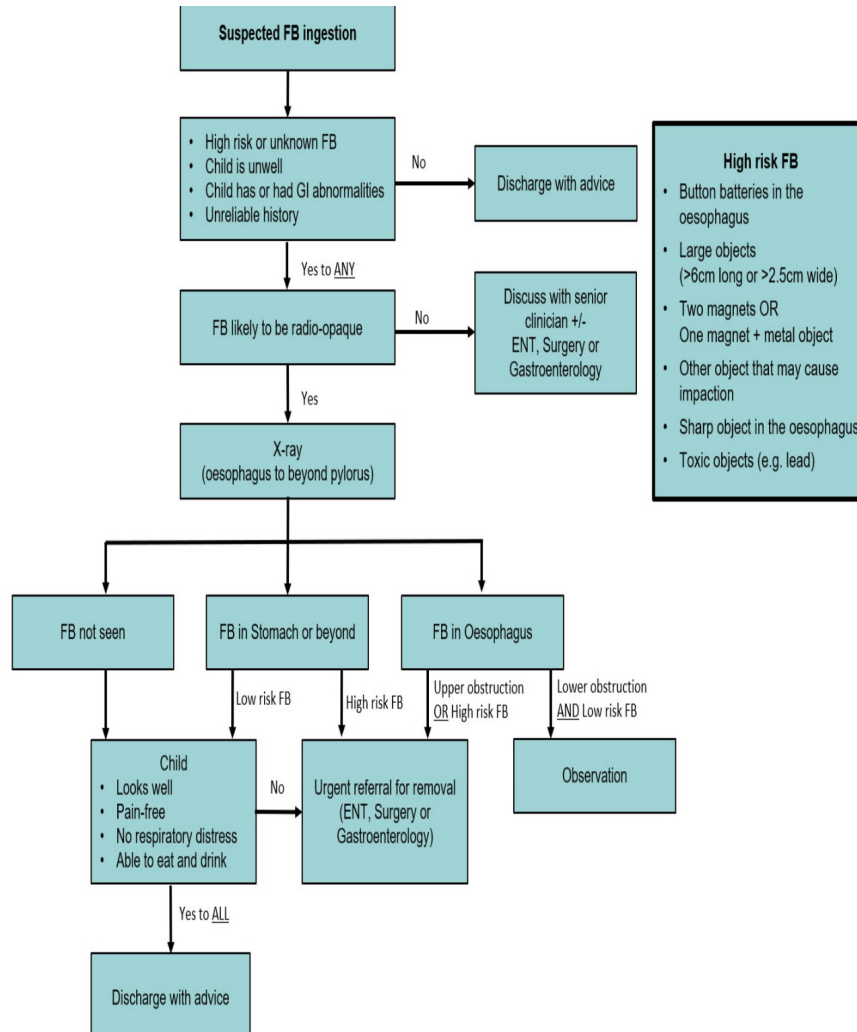 Suspected FB ingestion
• High risk or unknown FB
• Child is unwell
• Child has or had GI abnormalities
• Unreliable history
No
Discharge with advice
Yes to ANY
FB likely to be radio-opaque
No
Discuss with senior
clinician +/-
ENT, Surgery or
Gastroenterology
Yes
X-ray
(oesophagus to beyond pylorus)
FB not seen
FB in Stomach or beyond
FB in Oesophagus
Low risk FB
High risk FB
Upper obstruction
OR High risk FB
Lower obstruction
AND Low risk FB
Child
• Looks well
• Pain-free
• No respiratory distress
• Able to eat and drink
No
Urgent referral for removal
(ENT, Surgery or
Gastroenterology)
Observation
Yes to ALL
Discharge with advice
High risk FB
• Button batteries in the
oesophagus
• Large objects
(>6cm long or >2.5cm wide)
• Two magnets OR
One magnet + metal object
• Other object that may cause
impaction
• Sharp object in the oesophagus
• Toxic objects (e.g. lead)